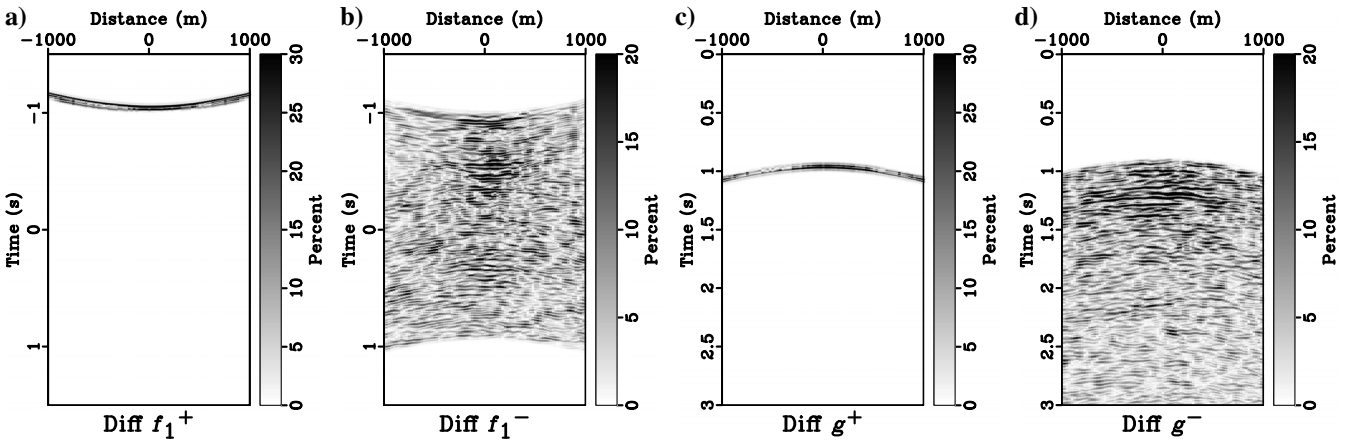 a)
Distance (m)
−1000 0 1000
Time (s)
−1
0
1
30
25
20
15
10
5
0
Percent
Diff f₁⁺
b)
Distance (m)
−1000 0 1000
Time (s)
−1
0
1
20
15
10
5
0
Percent
Diff f₁⁻
c)
Distance (m)
−1000 0 1000
Time (s)
0
0.5
1
1.5
2
2.5
3
30
25
20
15
10
5
0
Percent
Diff g⁺
d)
Distance (m)
−1000 0 1000
Time (s)
0
0.5
1
1.5
2
2.5
3
20
15
10
5
0
Percent
Diff g⁻